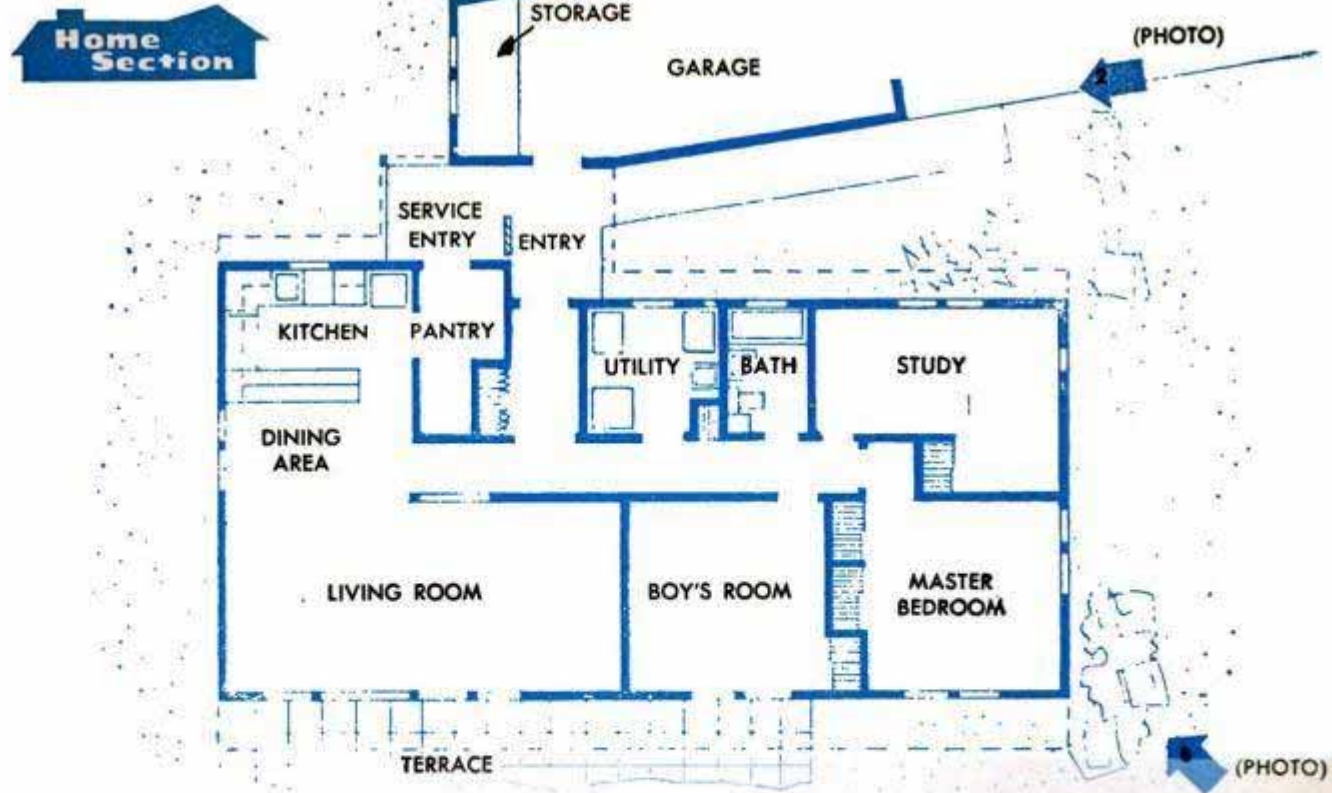 Home
Section
STORAGE
GARAGE
(PHOTO)
2
SERVICE
ENTRY
ENTRY
KITCHEN
PANTRY
UTILITY
BATH
STUDY
DINING
AREA
LIVING ROOM
BOY'S ROOM
MASTER
BEDROOM
TERRACE
(PHOTO)